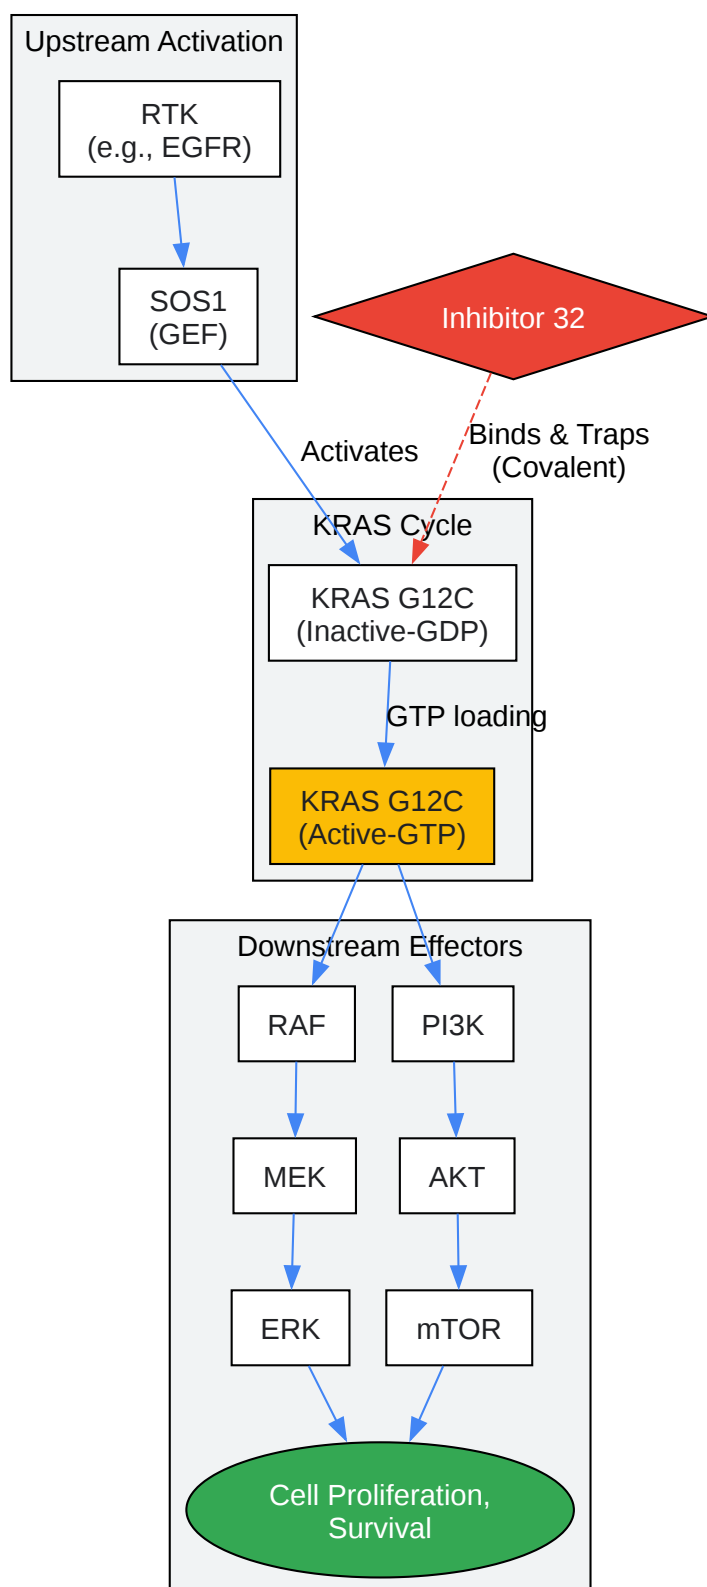 Upstream Activation
RTK
(e.g., EGFR)
SOS1
(GEF)
Inhibitor 32
Activates
Binds & Traps
(Covalent)
KRAS Cycle
KRAS G12C
(Inactive-GDP)
GTP loading
KRAS G12C
(Active-GTP)
Downstream Effectors
RAF
PI3K
MEK
AKT
ERK
mTOR
Cell Proliferation,
Survival